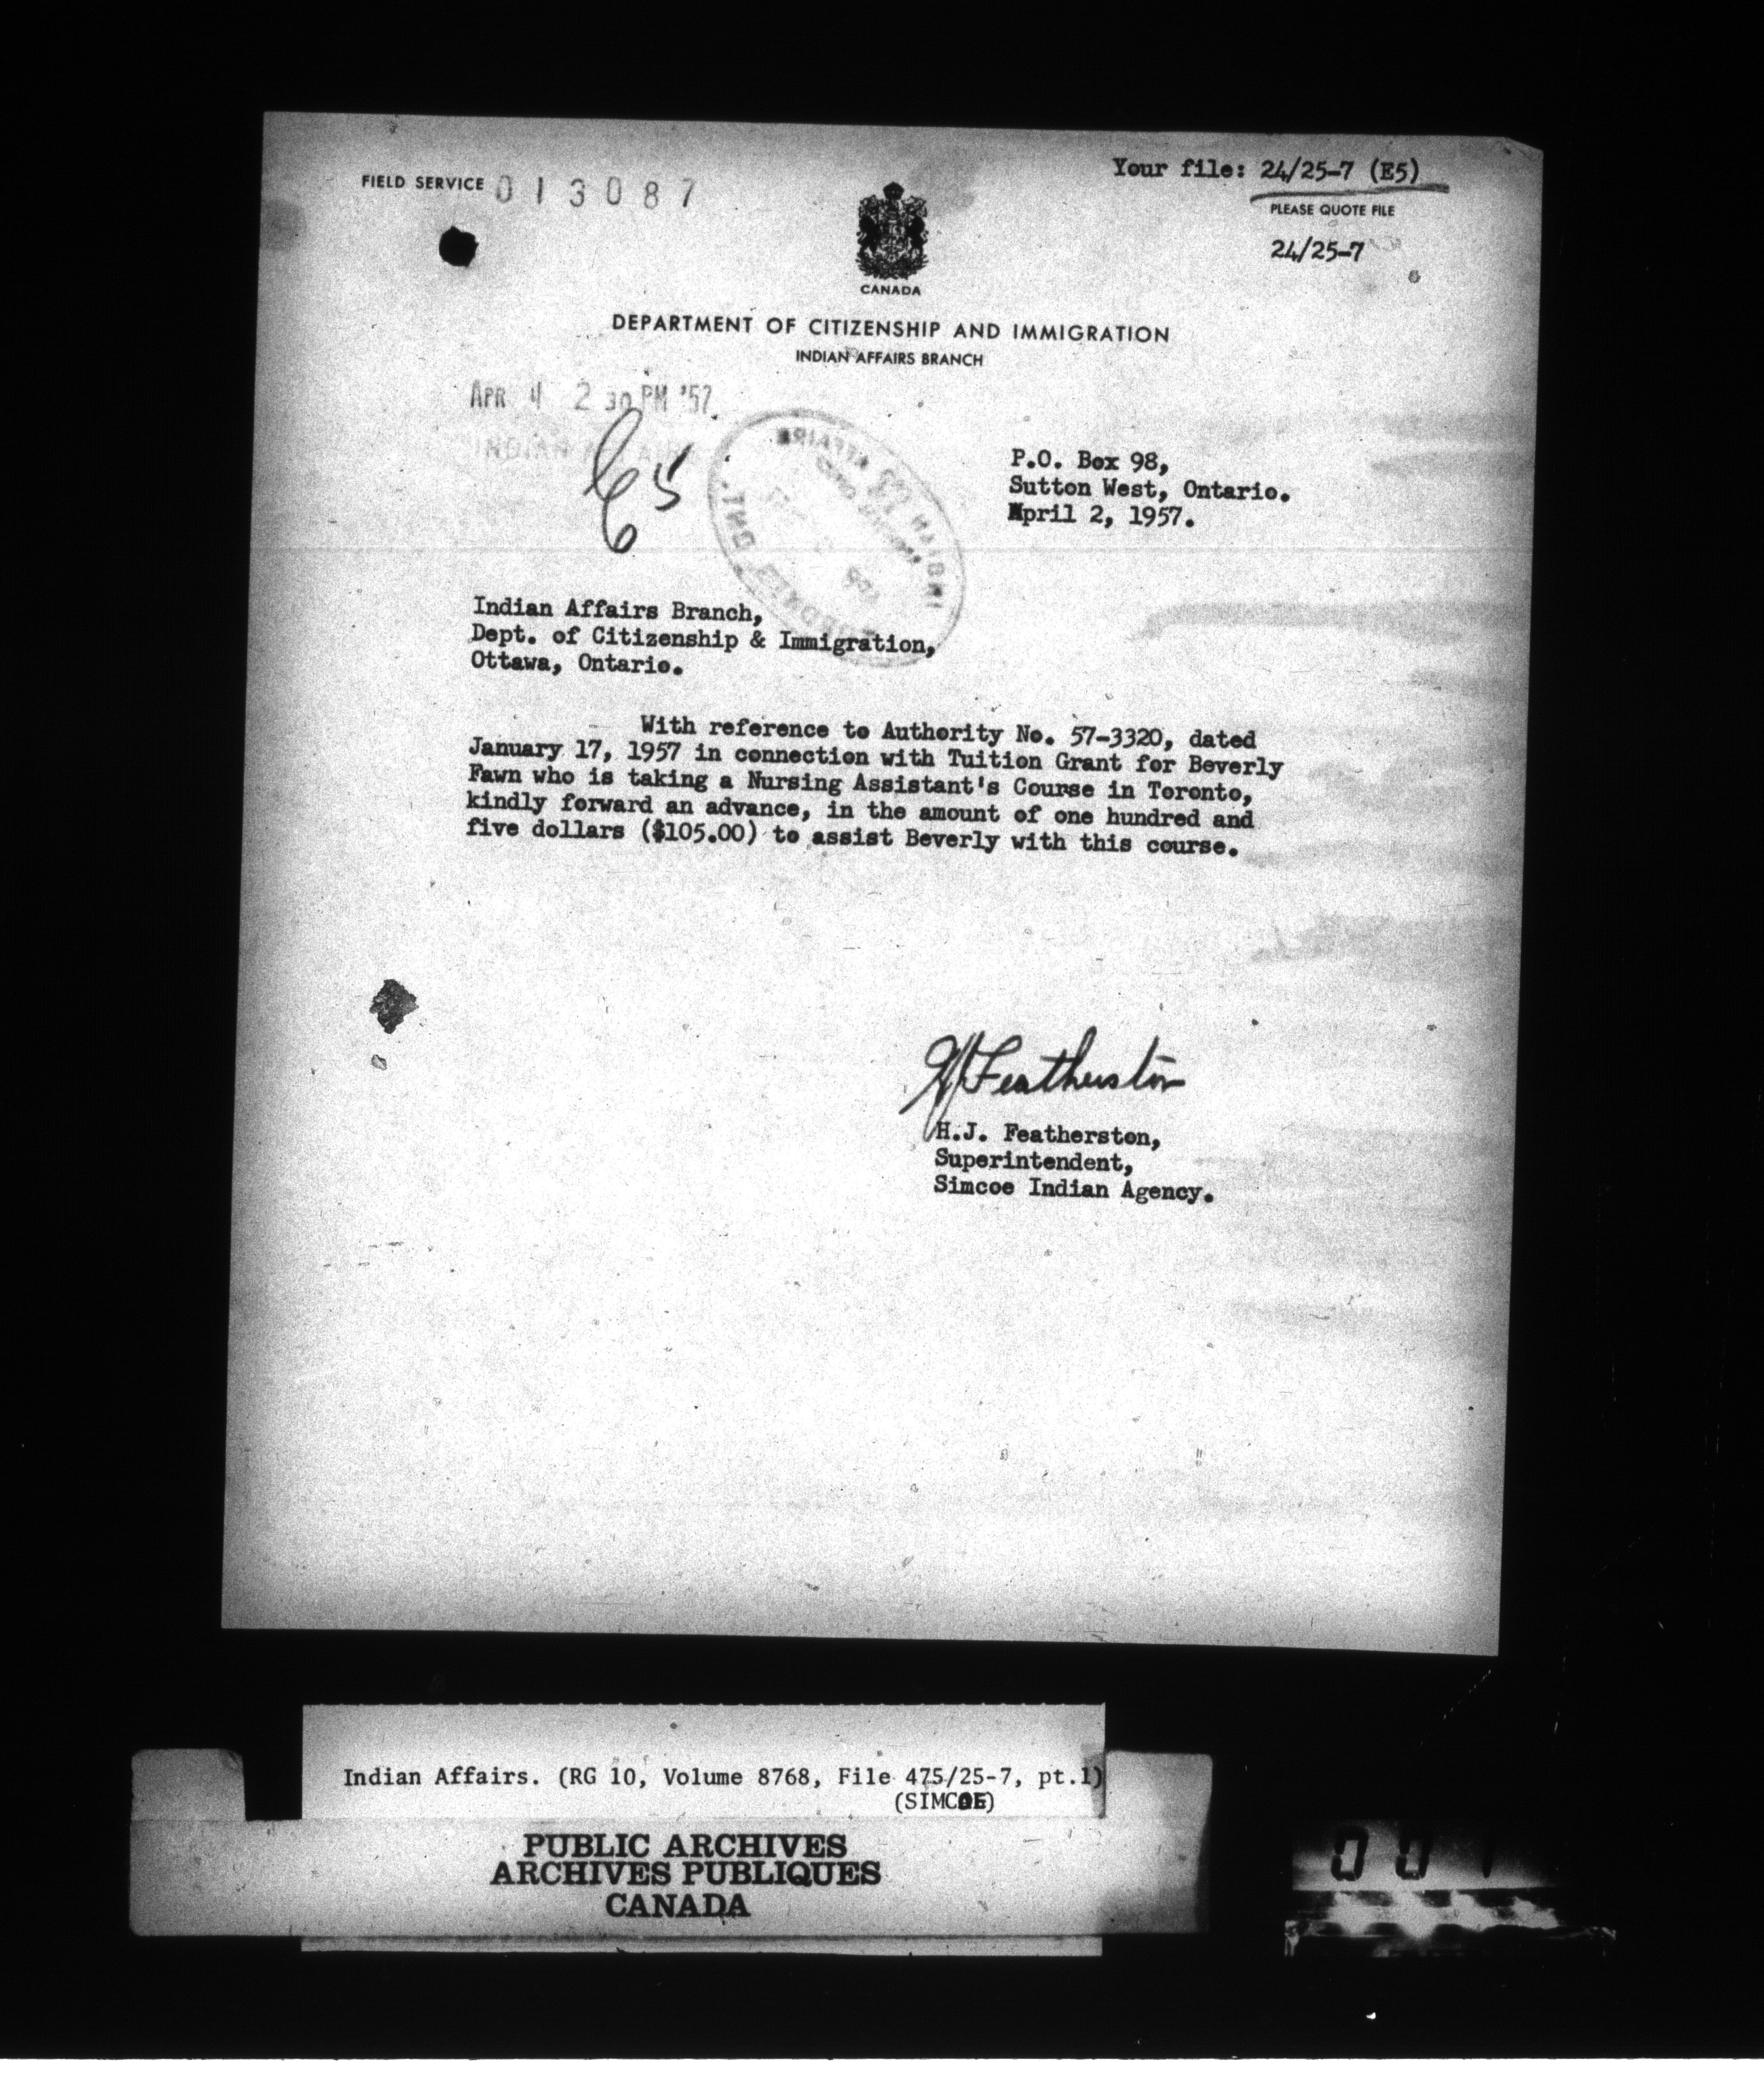 Your file: 24/25-7 (E5)
FIELD SERVICE 013087
PLEASE QUOTE FILE
24/25-7
CANADA
DEPARTMENT OF CITIZENSHIP AND IMMIGRATION
INDIAN AFFAIRS BRANCH
APR 4 2 30 PM '57
E5
P.O. Box 98,
Sutton West, Ontario.
April 2, 1957.
Indian Affairs Branch,
Dept. of Citizenship & Immigration,
Ottawa, Ontario.
With reference to Authority No. 57-3320, dated
January 17, 1957 in connection with Tuition Grant for Beverly
Fawn who is taking a Nursing Assistant's Course in Toronto,
kindly forward an advance, in the amount of one hundred and
five dollars ($105.00) to assist Beverly with this course.
HJ Featherston
H.J. Featherston,
Superintendent,
Simcoe Indian Agency.
Indian Affairs. (RG 10, Volume 8768, File 475/25-7, pt.1)
(SIMCOE)
PUBLIC ARCHIVES
ARCHIVES PUBLIQUES
CANADA